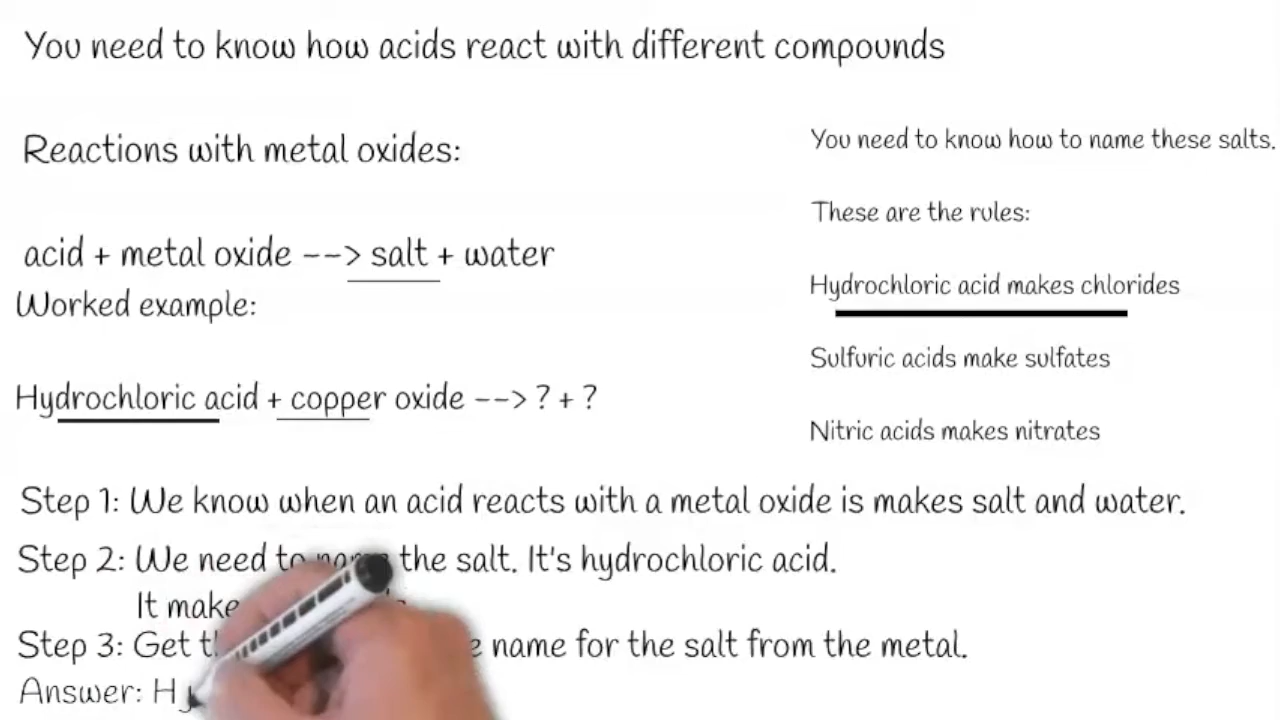 You need to know how acids react with different compounds
Reactions with metal oxides:
acid + metal oxide --> salt + water
Worked example:
Hydrochloric acid + copper oxide --> ? + ?
You need to know how to name these salts.
These are the rules:
Hydrochloric acid makes chlorides
Sulfuric acids make sulfates
Nitric acids makes nitrates
Step 1: We know when an acid reacts with a metal oxide is makes salt and water.
Step 2: We need to name the salt. It's hydrochloric acid.
It make
Step 3: Get name for the salt from the metal.
Answer: H